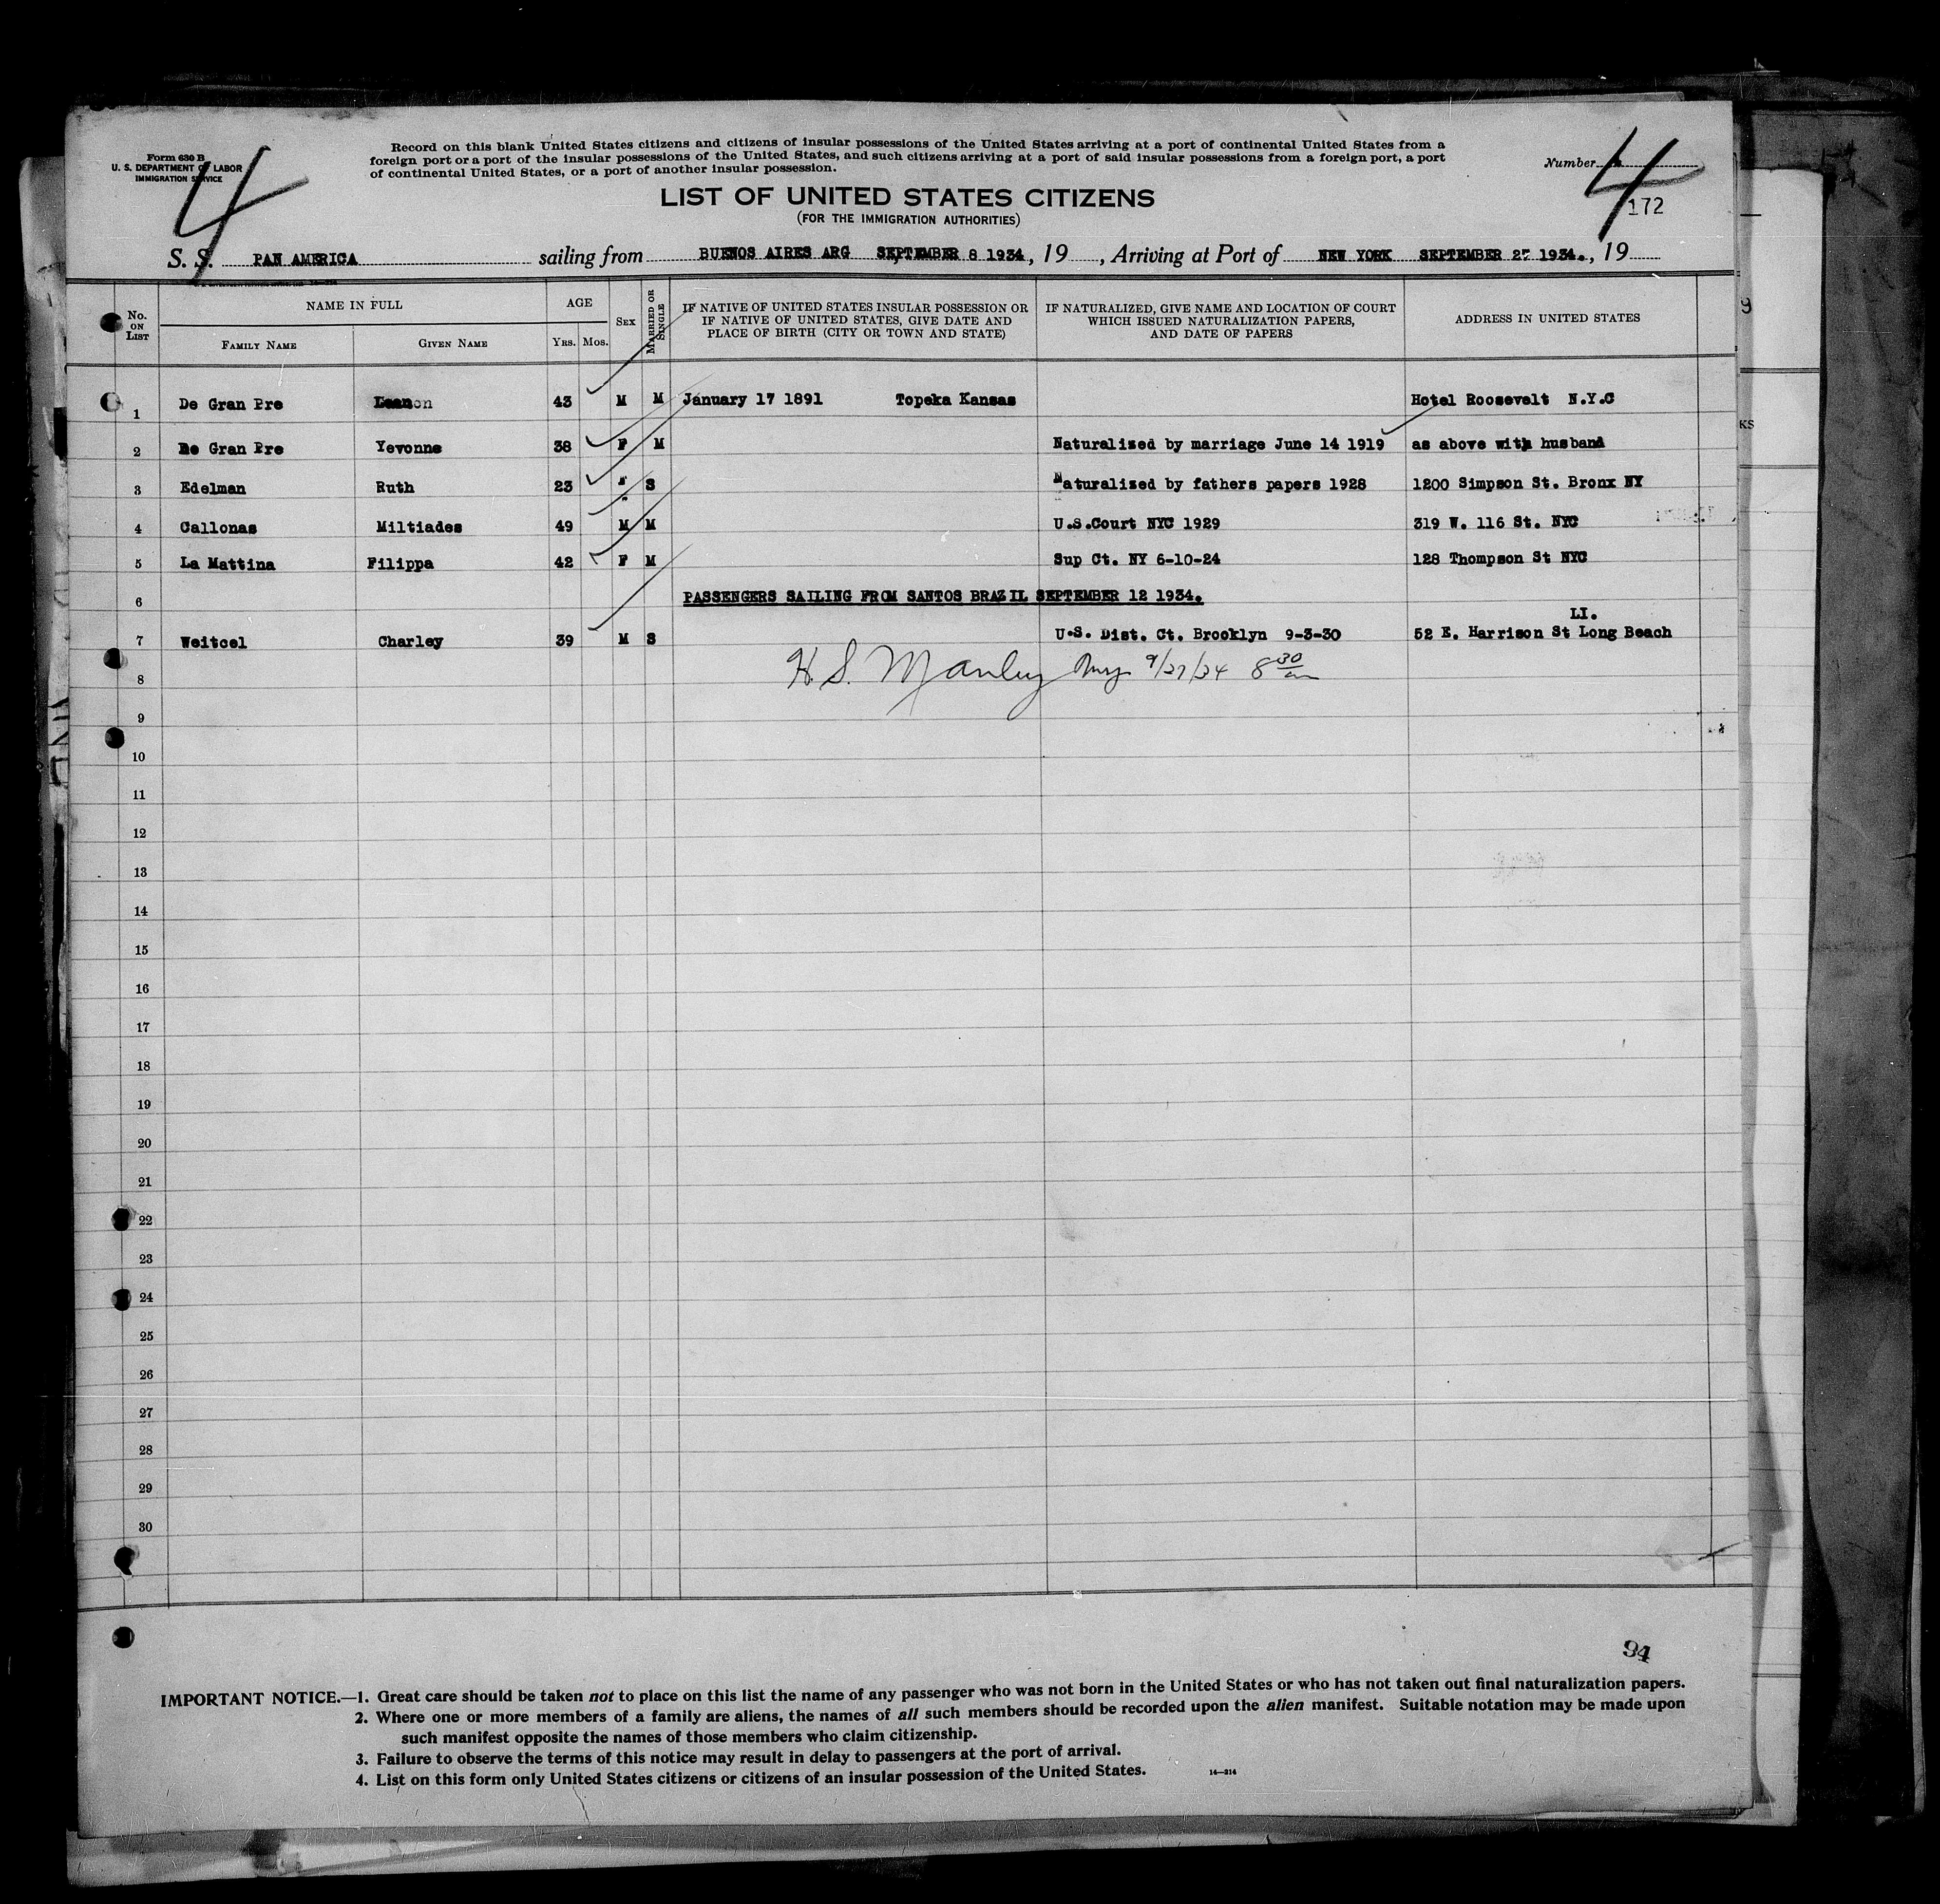 Form 630 B
U. S. DEPARTMENT OF LABOR
IMMIGRATION SERVICE
4
Record on this blank United States citizens and citizens of insular possessions of the United States arriving at a port of continental United States from a
foreign port or a port of the insular possessions of the United States, and such citizens arriving at a port of said insular possessions from a foreign port, a port
of continental United States, or a port of another insular possession.
Number 4
172
LIST OF UNITED STATES CITIZENS
(FOR THE IMMIGRATION AUTHORITIES)
S. S. PAN AMERICA sailing from BUENOS AIRES ARG SEPTEMBER 8 1934, 19 , Arriving at Port of NEW YORK SEPTEMBER 27 1934., 19
No. ON LIST NAME IN FULL AGE SEX MARRIED OR SINGLE IF NATIVE OF UNITED STATES INSULAR POSSESSION OR IF NATIVE OF UNITED STATES, GIVE DATE AND PLACE OF BIRTH (CITY OR TOWN AND STATE) IF NATURALIZED, GIVE NAME AND LOCATION OF COURT WHICH ISSUED NATURALIZATION PAPERS, AND DATE OF PAPERS ADDRESS IN UNITED STATES
FAMILY NAME GIVEN NAME YRS. MOS.
1 De Gran Pre 43 M M January 17 1891 Topeka Kansas Hotel Roosevelt N.Y.C
2 De Gran Pre Yevonne 38 F M Naturalized by marriage June 14 1919 as above with husband
3 Edelman Ruth 23 S Naturalized by fathers papers 1928 1200 Simpson St. Bronx NY
4 Callonas Miltiades 49 M M U.S.Court NYC 1929 319 W. 116 St. NYC
5 La Mattina Filippa 42 F M Sup Ct. NY 6-10-24 128 Thompson St NYC
6 PASSENGERS SAILING FROM SANTOS BRAZIL SEPTEMBER 12 1934.
LI.
7 Weitcel Charley 39 M S U.S. Dist. Ct. Brooklyn 9-3-30 52 E. Harrison St Long Beach
8 H. S. Manley 9/27/34 8 30 am
9
10
11
12
13
14
15
16
17
18
19
20
21
22
23
24
25
26
27
28
29
30
94
IMPORTANT NOTICE.—1. Great care should be taken not to place on this list the name of any passenger who was not born in the United States or who has not taken out final naturalization papers.
2. Where one or more members of a family are aliens, the names of all such members should be recorded upon the alien manifest. Suitable notation may be made upon
such manifest opposite the names of those members who claim citizenship.
3. Failure to observe the terms of this notice may result in delay to passengers at the port of arrival.
4. List on this form only United States citizens or citizens of an insular possession of the United States.
14—214